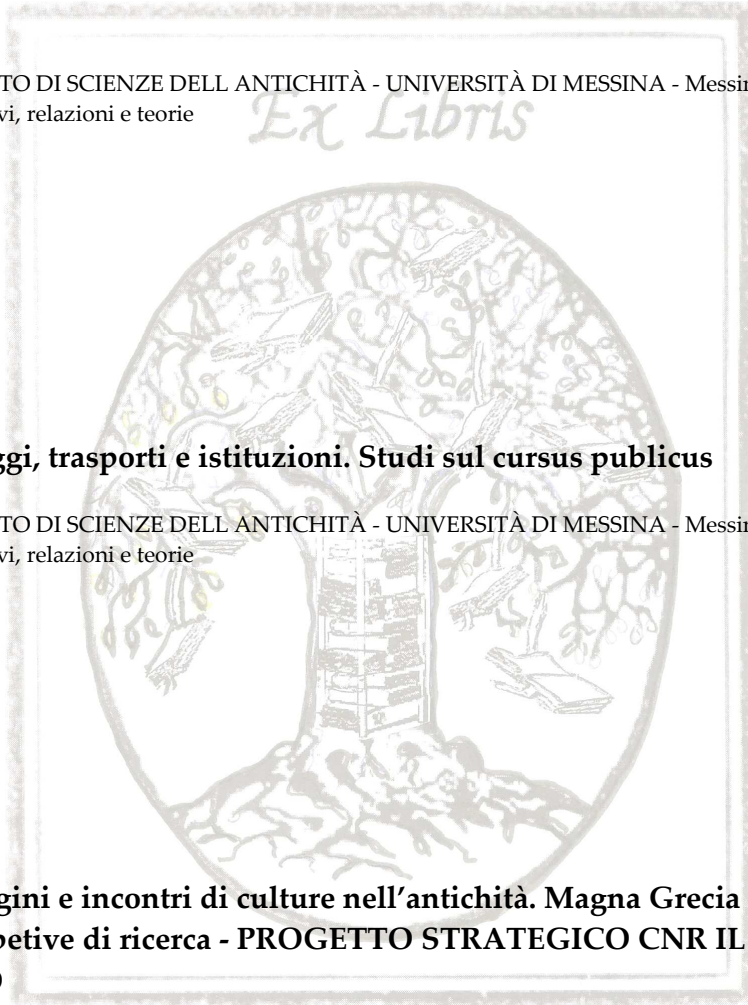 TO DI SCIENZE DELL ANTICHITÀ - UNIVERSITÀ DI MESSINA - Messin
vi, relazioni e teorie
Ex Libris
ggi, trasporti e istituzioni. Studi sul cursus publicus
TO DI SCIENZE DELL ANTICHITÀ - UNIVERSITÀ DI MESSINA - Messin
vi, relazioni e teorie
gini e incontri di culture nell’antichità. Magna Grecia
petive di ricerca - PROGETTO STRATEGICO CNR IL
)